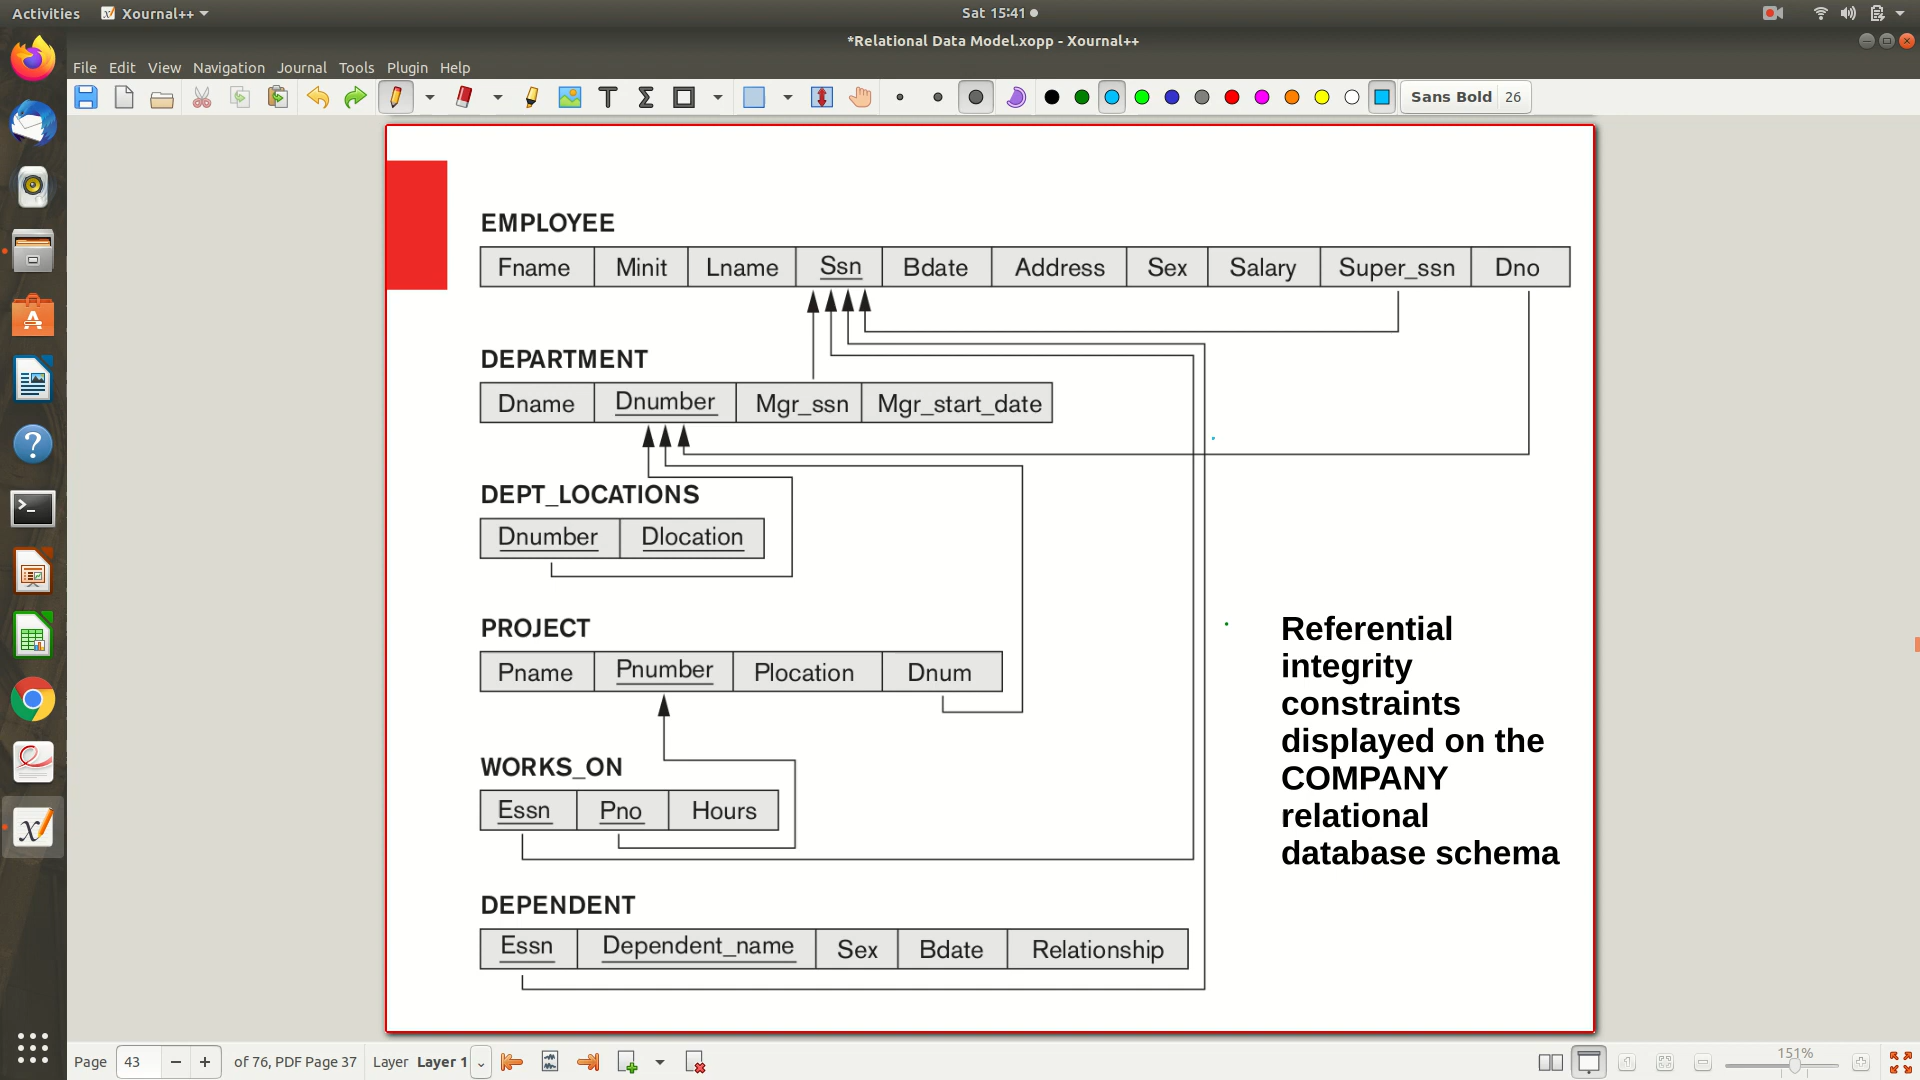 Activities
Xournal++
Sat 15:41
*Relational Data Model.xopp - Xournal++
File Edit View Navigation Journal Tools Plugin Help
Sans Bold 26
EMPLOYEE
Fname Minit Lname Ssn Bdate Address Sex Salary Super_ssn Dno
DEPARTMENT
Dname Dnumber Mgr_ssn Mgr_start_date
DEPT_LOCATIONS
Dnumber Dlocation
PROJECT
Pname Pnumber Plocation Dnum
WORKS_ON
Essn Pno Hours
DEPENDENT
Essn Dependent_name Sex Bdate Relationship
Referential
integrity
constraints
displayed on the
COMPANY
relational
database schema
Page 43 of 76, PDF Page 37 Layer Layer 1
151%